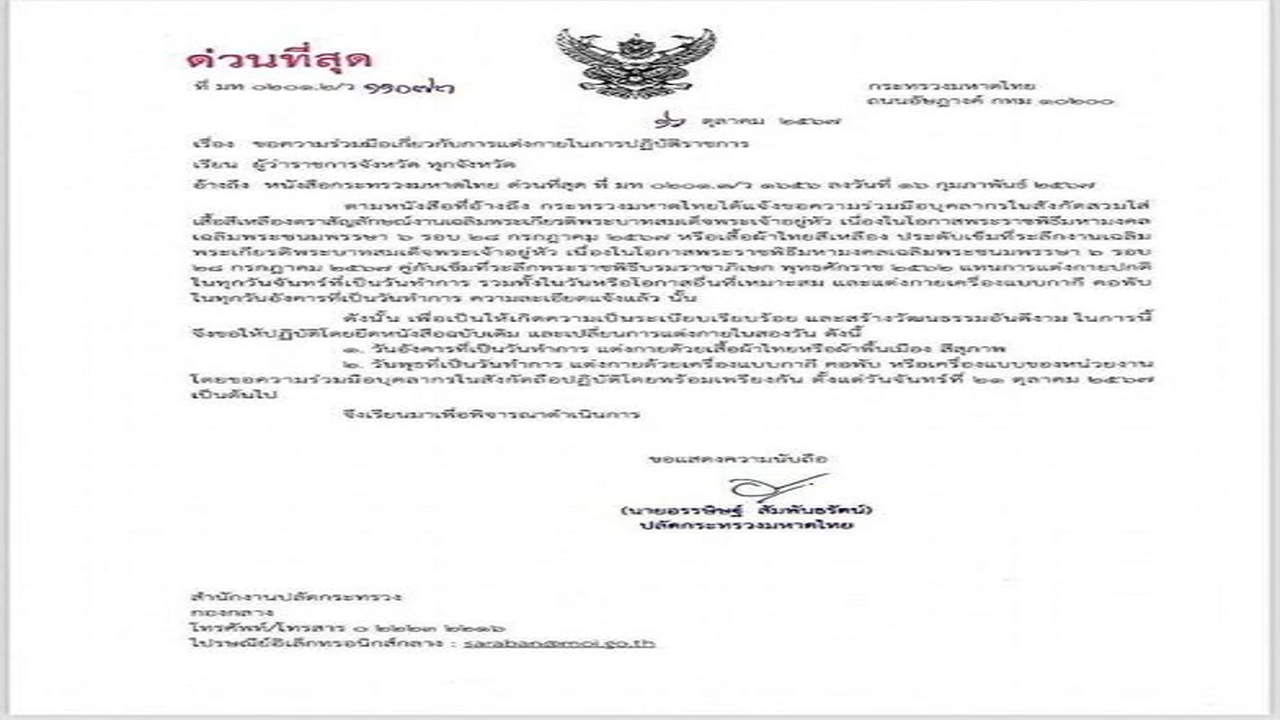 ด่วนที่สุด
ที่ มท ๐๒๐๑.๒/ว
กระทรวงมหาดไทย
ถนนอัษฎางค์ กทม ๑๐๒๐๐
ตุลาคม ๒๕๖๗
เรื่อง ขอความร่วมมือเกี่ยวกับการแต่งกายในการปฏิบัติราชการ
เรียน ผู้ว่าราชการจังหวัด ทุกจังหวัด
อ้างถึง หนังสือกระทรวงมหาดไทย ด่วนที่สุด ที่ มท ๐๒๐๑.๓/ว ๑๖๕๖ ลงวันที่ ๑๖ กุมภาพันธ์ ๒๕๖๗
ตามหนังสือที่อ้างถึง กระทรวงมหาดไทยได้แจ้งขอความร่วมมือบุคลากรในสังกัดสวมใส่
เสื้อสีเหลืองตราสัญลักษณ์งานเฉลิมพระเกียรติพระบาทสมเด็จพระเจ้าอยู่หัว เนื่องในโอกาสพระราชพิธีมหามงคล
เฉลิมพระชนมพรรษา ๖ รอบ ๒๘ กรกฎาคม ๒๕๖๗ หรือเสื้อผ้าไทยสีเหลือง ประดับเข็มที่ระลึกงานเฉลิม
พระเกียรติพระบาทสมเด็จพระเจ้าอยู่หัว เนื่องในโอกาสพระราชพิธีมหามงคลเฉลิมพระชนมพรรษา ๖ รอบ
๒๘ กรกฎาคม ๒๕๖๗ คู่กับเข็มที่ระลึกพระราชพิธีบรมราชาภิเษก พุทธศักราช ๒๕๖๒ แทนการแต่งกายปกติ
ในทุกวันจันทร์ที่เป็นวันทำการ รวมทั้งในวันหรือโอกาสอื่นที่เหมาะสม และแต่งกายเครื่องแบบกากี คอพับ
ในทุกวันอังคารที่เป็นวันทำการ ความละเอียดแจ้งแล้ว นั้น
ดังนั้น เพื่อเป็นให้เกิดความเป็นระเบียบเรียบร้อย และสร้างวัฒนธรรมอันดีงาม ในการนี้
จึงขอให้ปฏิบัติโดยยึดหนังสือฉบับเดิม และเปลี่ยนการแต่งกายในสองวัน ดังนี้
๑. วันอังคารที่เป็นวันทำการ แต่งกายด้วยเสื้อผ้าไทยหรือผ้าพื้นเมือง สีสุภาพ
๒. วันพุธที่เป็นวันทำการ แต่งกายด้วยเครื่องแบบกากี คอพับ หรือเครื่องแบบของหน่วยงาน
โดยขอความร่วมมือบุคลากรในสังกัดถือปฏิบัติโดยพร้อมเพรียงกัน ตั้งแต่วันจันทร์ที่ ๒๑ ตุลาคม ๒๕๖๗
เป็นต้นไป
จึงเรียนมาเพื่อพิจารณาดำเนินการ
ขอแสดงความนับถือ
(นายอรรษิษฐ์ สัมพันธรัตน์)
ปลัดกระทรวงมหาดไทย
สำนักงานปลัดกระทรวง
กองกลาง
โทรศัพท์/โทรสาร ๐ ๒๒๒๓ ๒๒๑๖
ไปรษณีย์อิเล็กทรอนิกส์กลาง : saraban@moi.go.th